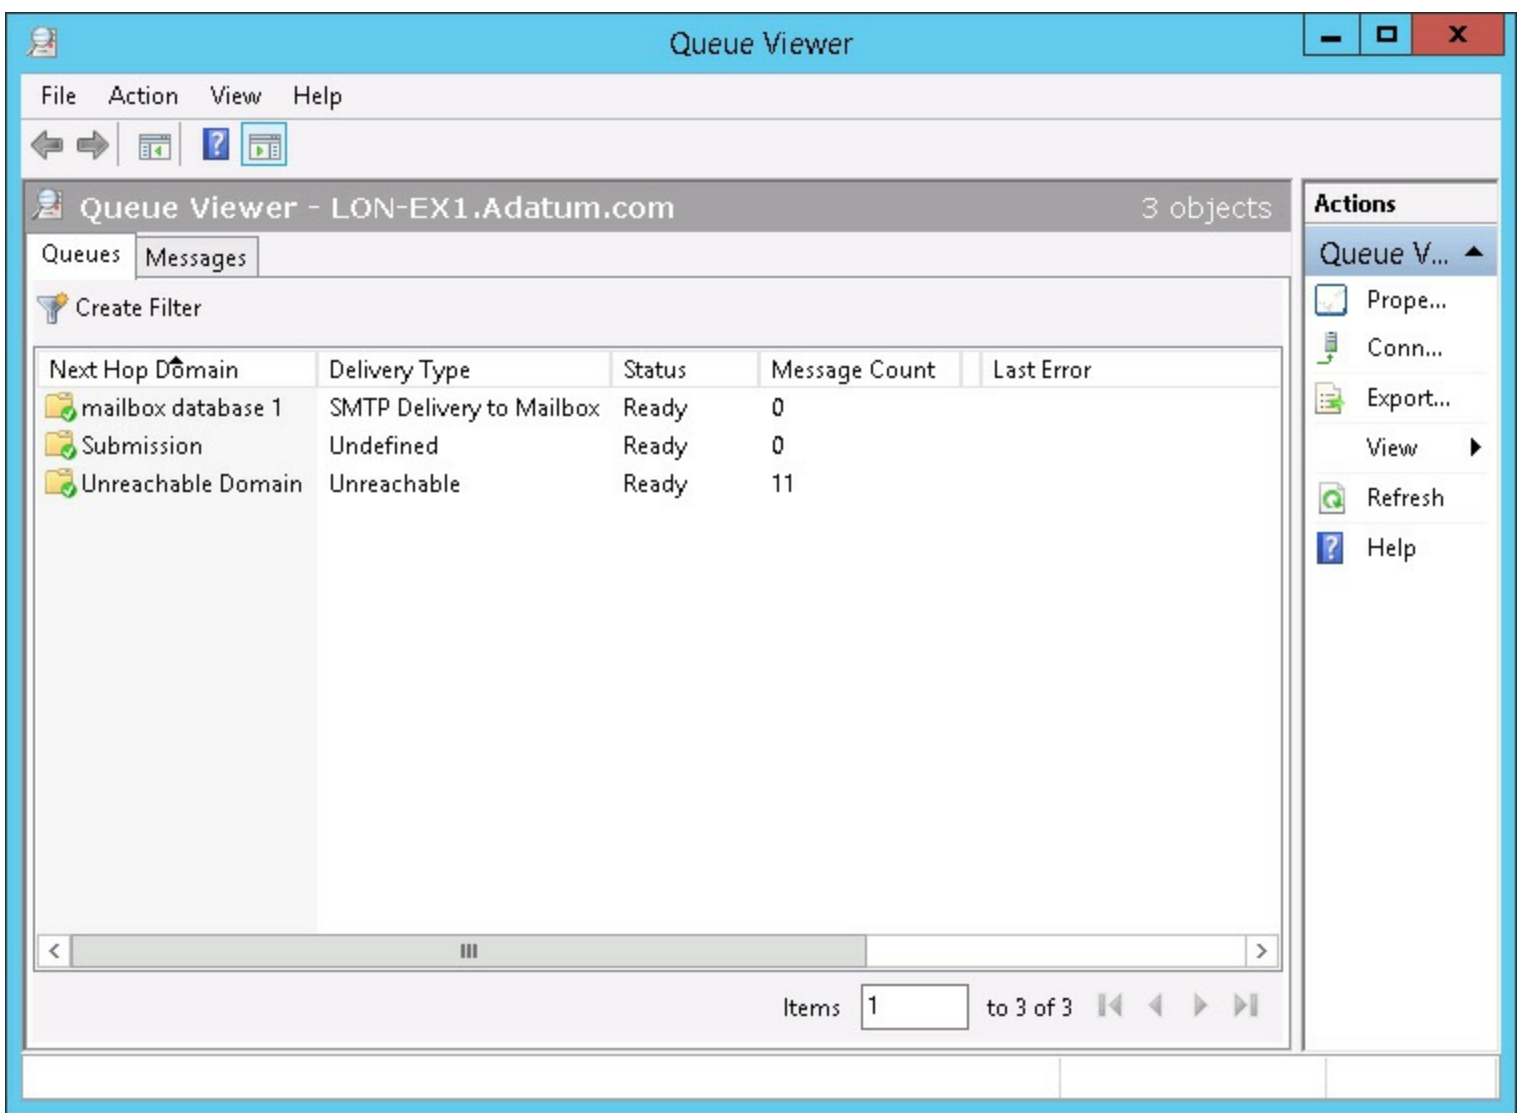 Queue Viewer
File Action View Help
Queue Viewer - LON-EX1.Adatum.com 3 objects
Queues Messages
Create Filter
Next Hop Domain Delivery Type Status Message Count Last Error
mailbox database 1 SMTP Delivery to Mailbox Ready 0
Submission Undefined Ready 0
Unreachable Domain Unreachable Ready 11
Items 1 to 3 of 3
Actions
Queue V...
Prope...
Conn...
Export...
View
Refresh
Help